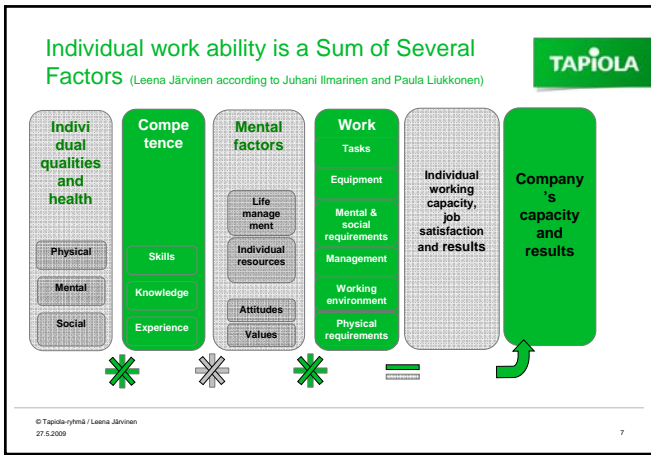 Individual work ability is a Sum of Several
Factors (Leena Järvinen according to Juhani Ilmarinen and Paula Liukkonen)
TAPIOLA
Indivi
dual
qualities
and
health
Physical
Mental
Social
Compe
tence
Skills
Knowledge
Experience
Mental
factors
Life
manage
ment
Individual
resources
Attitudes
Values
Work
Tasks
Equipment
Mental &
social
requirements
Management
Working
environment
Physical
requirements
Individual
working
capacity,
job
satisfaction
and results
Company
's
capacity
and
results
© Tapiola-ryhmä / Leena Järvinen
27.5.2009
7